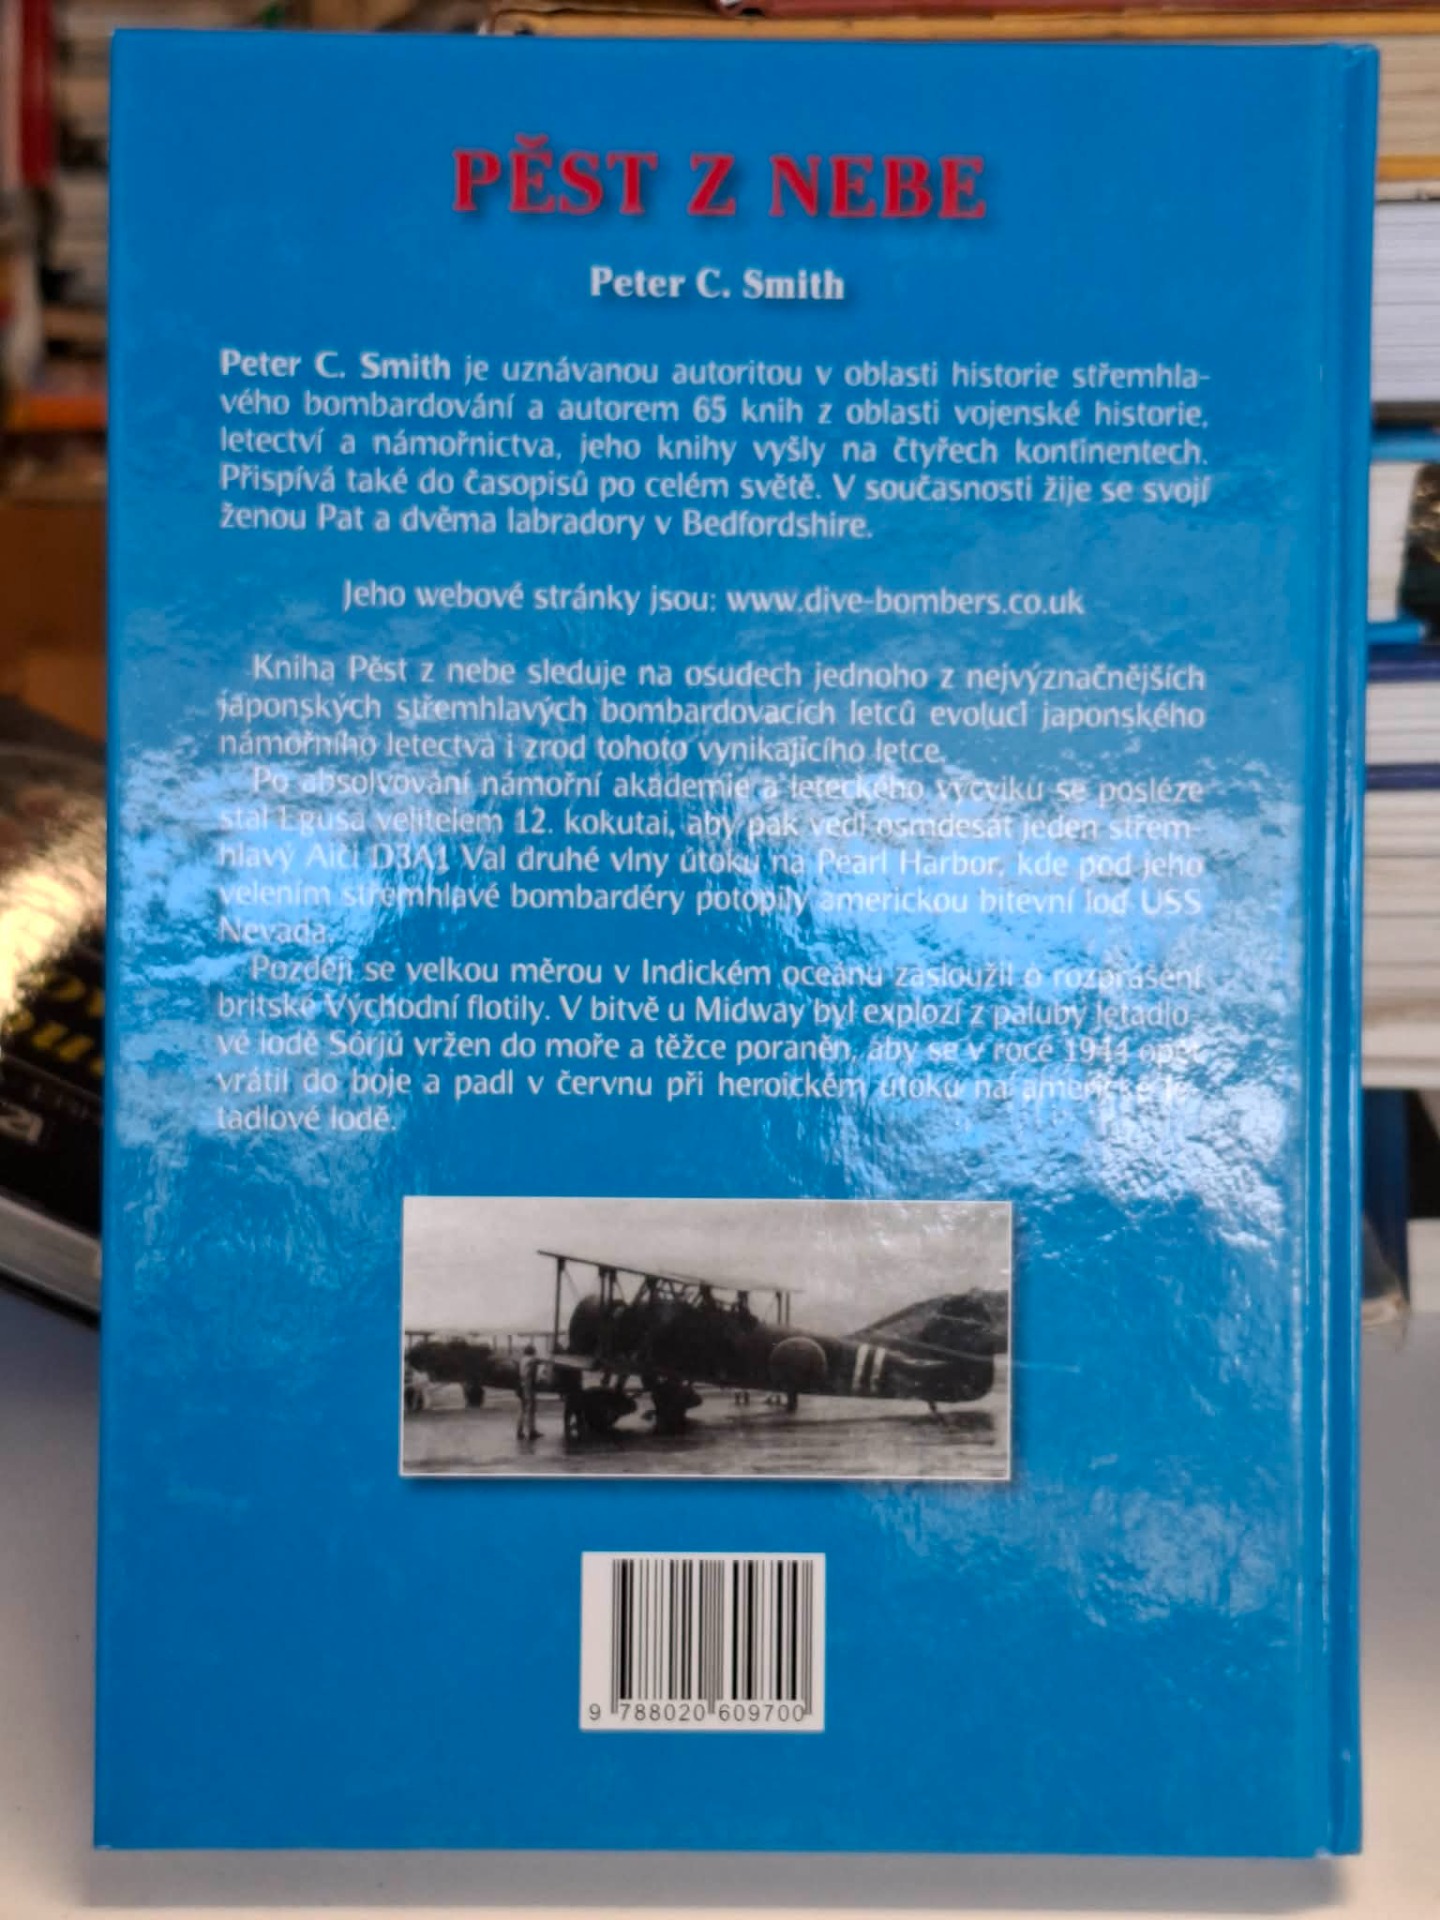 PĚST Z NEBE
Peter C. Smith
Peter C. Smith je uznávanou autoritou v oblasti historie střemhla-
vého bombardování a autorem 65 knih z oblasti vojenské historie,
letectví a námořnictva, jeho knihy vyšly na čtyřech kontinentech.
Přispívá také do časopisů po celém světě. V současnosti žije se svojí
ženou Pat a dvěma labradory v Bedfordshire.
Jeho webové stránky jsou: www.dive-bombers.co.uk
Kniha Pěst z nebe sleduje na osudech jednoho z nejvýznačnějších
japonských střemhlavých bombardovacích letců evoluci japonského
námořního letectva i zrod tohoto vynikajícího letce.
Po absolvování námořní akademie a leteckého výcviku se posléze
stal Egusa velitelem 12. kokutai, aby pak vedl osmdesát jeden střem-
hlavý Aiči D3A1 Val druhé vlny útoku na Pearl Harbor, kde pod jeho
velením střemhlavé bombardéry potopily americkou bitevní loď USS
Nevada.
Později se velkou měrou v Indickém oceánu zasloužil o rozprášení
britské Východní flotily. V bitvě u Midway byl explozí z paluby letadlo-
vé lodě Sórjú vržen do moře a těžce poraněn, aby se v roce 1944 opět
vrátil do boje a padl v červnu při heroickém útoku na americké le-
tadlové lodě.
9 788020 609700